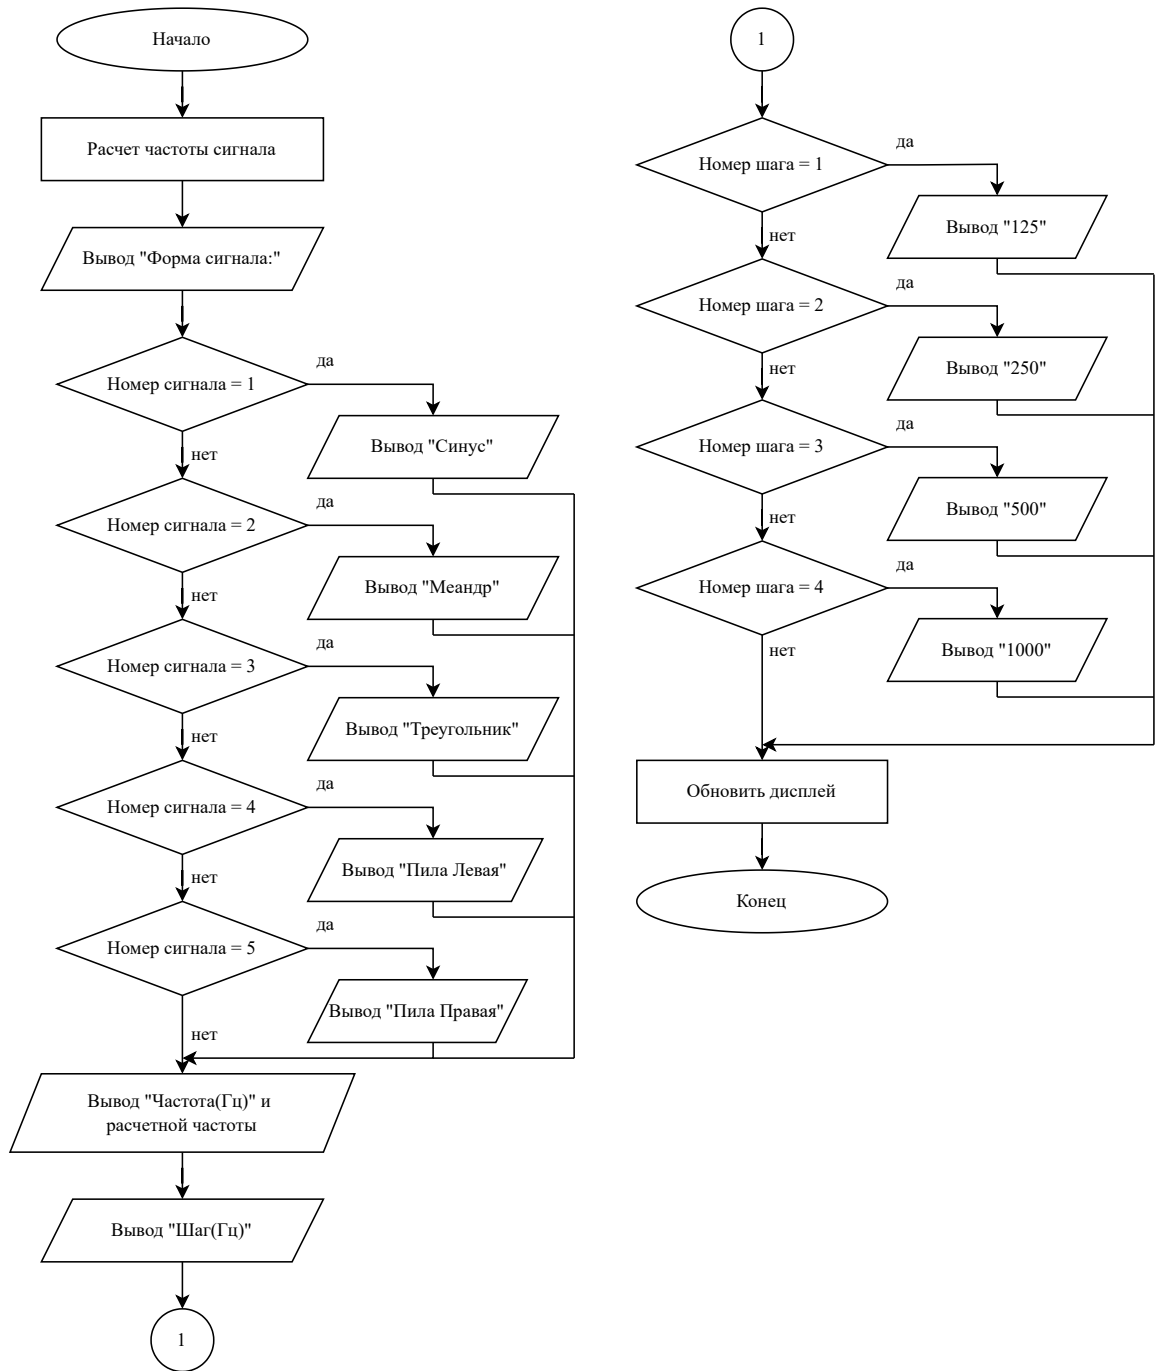 Начало
Расчет частоты сигнала
Вывод "Форма сигнала:"
Номер сигнала = 1
да
Вывод "Синус"
нет
Номер сигнала = 2
да
Вывод "Меандр"
нет
Номер сигнала = 3
да
Вывод "Треугольник"
нет
Номер сигнала = 4
да
Вывод "Пила Левая"
нет
Номер сигнала = 5
да
Вывод "Пила Правая"
нет
Вывод "Частота(Гц)" и
расчетной частоты
Вывод "Шаг(Гц)"
1
1
Номер шага = 1
да
Вывод "125"
нет
Номер шага = 2
да
Вывод "250"
нет
Номер шага = 3
да
Вывод "500"
нет
Номер шага = 4
да
Вывод "1000"
нет
Обновить дисплей
Конец